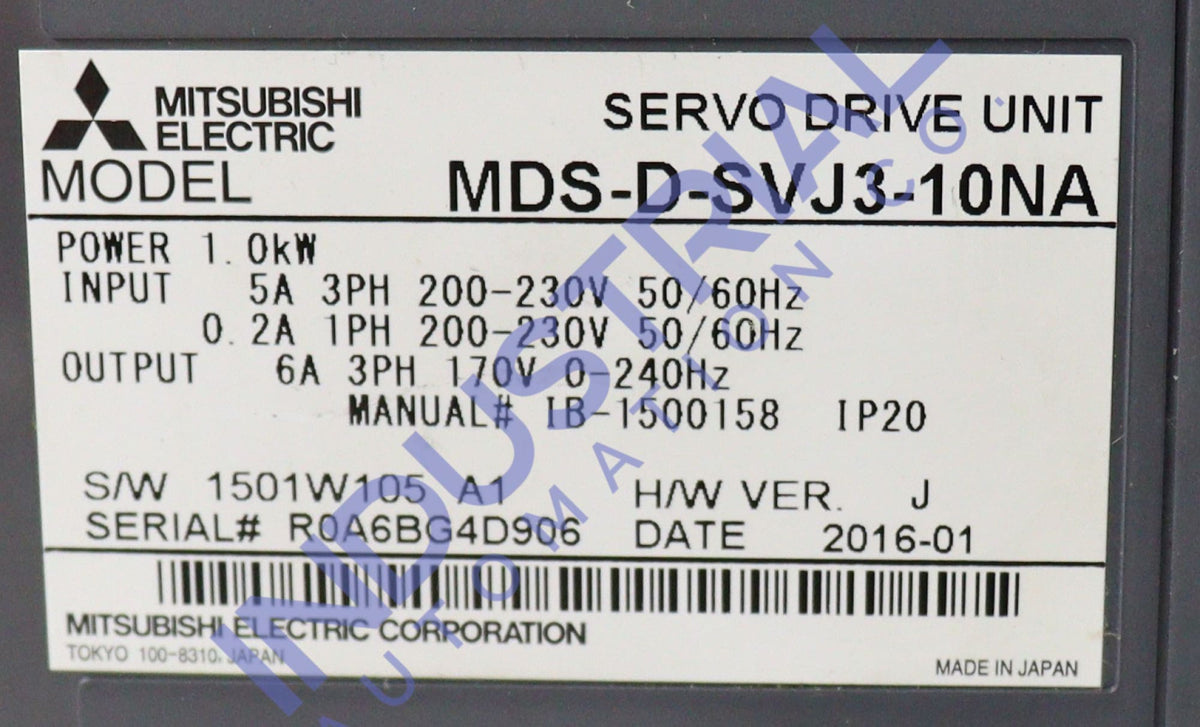 MITSUBISHI
ELECTRIC
SERVO DRIVE UNIT
MODEL MDS-D-SVJ3-10NA
POWER 1.0kW
INPUT 5A 3PH 200-230V 50/60Hz
0.2A 1PH 200-230V 50/60Hz
OUTPUT 6A 3PH 170V 0-240Hz
MANUAL# IB-1500158 IP20
S/W 1501W105 A1 H/W VER. J
SERIAL# R0A6BG4D906 DATE 2016-01
MITSUBISHI ELECTRIC CORPORATION
TOKYO 100-8310, JAPAN
MADE IN JAPAN
INDUSTRIAL
AUTOMATION CO.